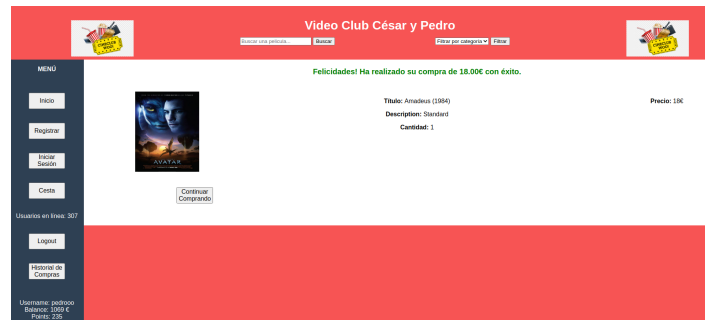 Video Club César y Pedro
Buscar una película...
Buscar
Filtrar por categoría
Filtrar
MENÚ
Inicio
Registrar
Iniciar
Sesión
Cesta
Usuarios en línea: 307
Logout
Historial de
Compras
Username: pedrooo
Balance: 1069 €
Points: 235
Felicidades! Ha realizado su compra de 18.00€ con éxito.
AVATAR
Título: Amadeus (1984)
Description: Standard
Cantidad: 1
Precio: 18€
Continuar
Comprando